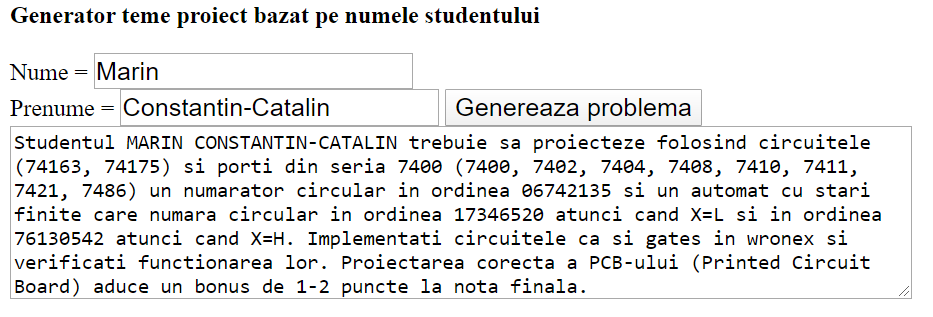 Generator teme proiect bazat pe numele studentului
Nume = Marin
Prenume = Constantin-Catalin Genereaza problema
Studentul MARIN CONSTANTIN-CATALIN trebuie sa proiecteze folosind circuitele
(74163, 74175) si porti din seria 7400 (7400, 7402, 7404, 7408, 7410, 7411,
7421, 7486) un numarator circular in ordinea 06742135 si un automat cu stari
finite care numara circular in ordinea 17346520 atunci cand X=L si in ordinea
76130542 atunci cand X=H. Implementati circuitele ca si gates in wronex si
verificati functionarea lor. Proiectarea corecta a PCB-ului (Printed Circuit
Board) aduce un bonus de 1-2 puncte la nota finala.